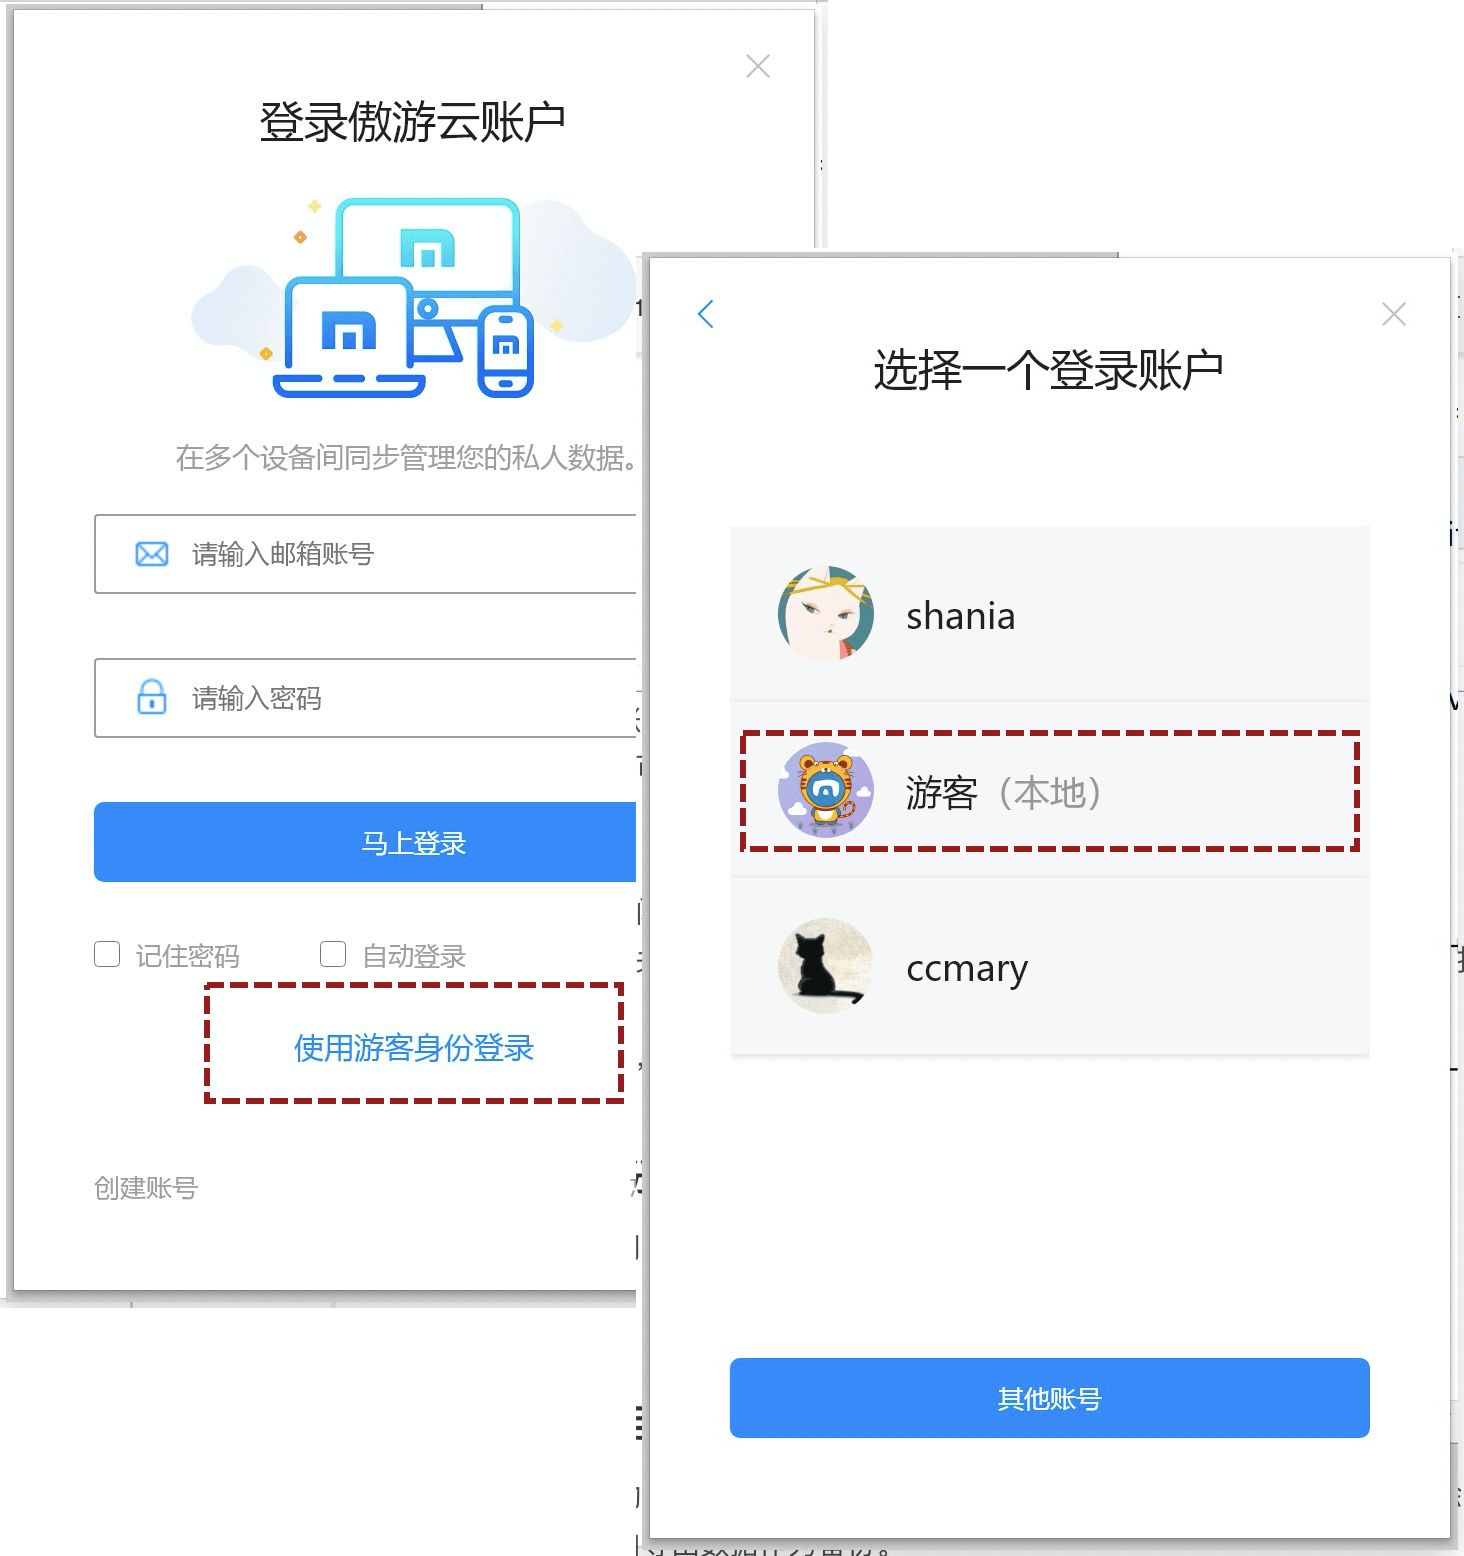 登录傲游云账户
在多个设备间同步管理您的私人数据。
请输入邮箱账号
请输入密码
马上登录
记住密码
自动登录
使用游客身份登录
创建账号
选择一个登录账户
shania
游客（本地）
ccmary
其他账号